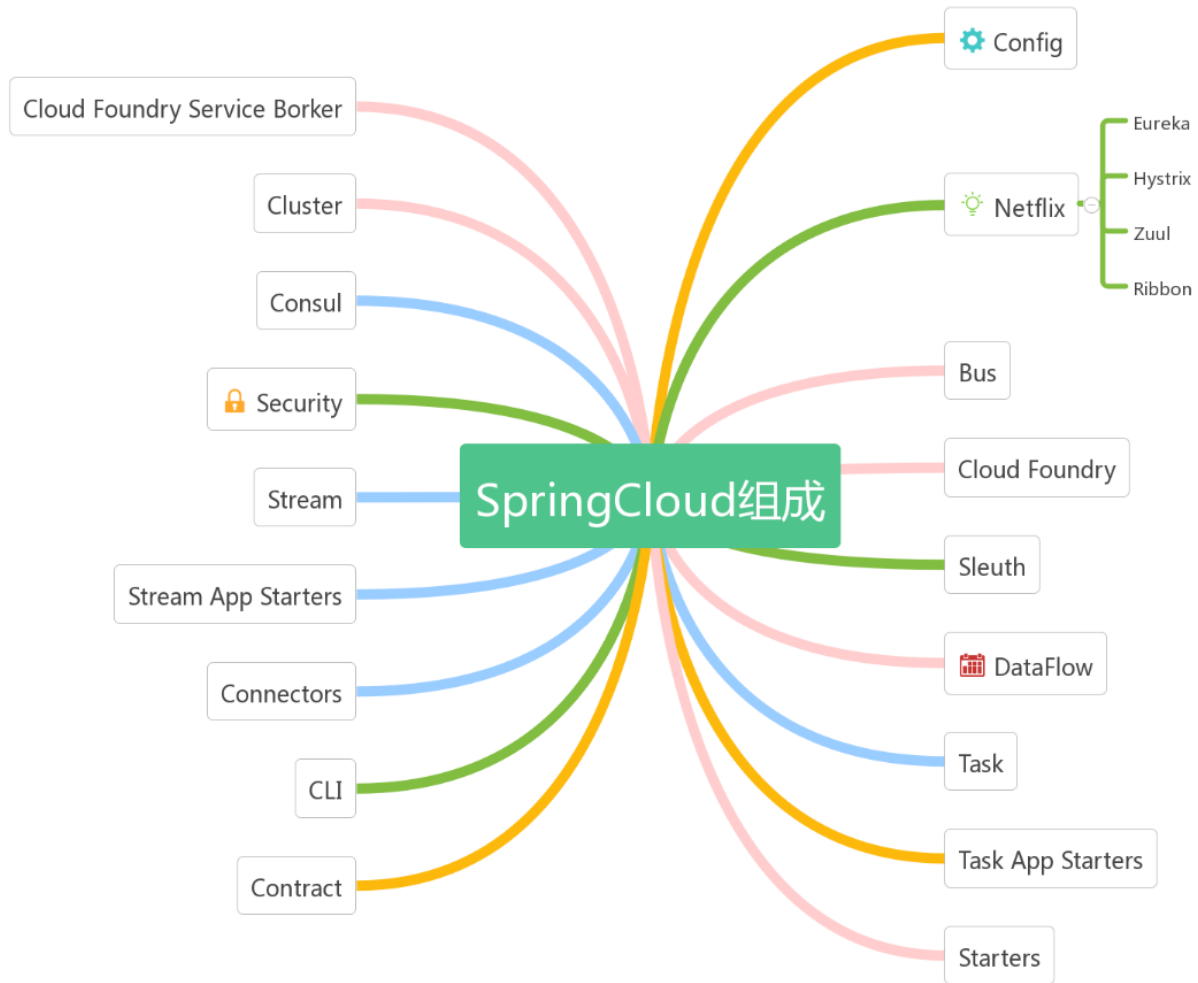 Config
Cloud Foundry Service Borker
Eureka
Hystrix
Cluster
Netflix
Zuul
Ribbon
Consul
Bus
Security
Cloud Foundry
Stream
SpringCloud组成
Sleuth
Stream App Starters
DataFlow
Connectors
Task
CLI
Task App Starters
Contract
Starters